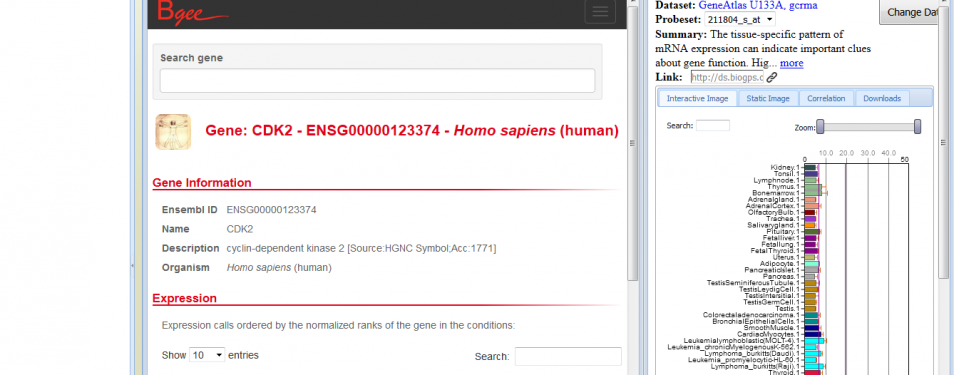 Bgee
Search gene
Gene: CDK2 - ENSG00000123374 - Homo sapiens (human)
Gene Information
Ensembl ID ENSG00000123374
Name CDK2
Description cyclin-dependent kinase 2 [Source:HGNC Symbol;Acc:1771]
Organism Homo sapiens (human)
Expression
Expression calls ordered by the normalized ranks of the gene in the conditions:
Show 10 entries Search:
Dataset: GeneAtlas U133A, gcrma
Probeset: 211804_s_at Change Dat
Summary: The tissue-specific pattern of
mRNA expression can indicate important clues
about gene function. Hig... more
Link: http://ds.biogps.c
Interactive Image Static Image Correlation Downloads
Search: Zoom:
10.0 20.0 30.0 40.0
0 50
Kidney.1
Tonsil.1
Lymphnode.1
Thymus.1
Bonemarrow.1
Adrenalgland.1
AdrenalCortex.1
OlfactoryBulb.1
Trachea.1
Salivarygland.1
Pituitary.1
Fetalliver.1
Fetallung.1
FetalThyroid.1
Uterus.1
Adipocyte.1
PancreaticIslet.1
Pancreas.1
TestisSeminiferousTubule.1
TestisLeydigCell.1
TestisIntersitial.1
TestisGermCell.1
Testis.1
Colorectaladenocarcinoma.1
BronchialEpithelialCells.1
SmoothMuscle.1
CardiacMyocytes.1
Leukemialymphoblastic(MOLT-4).1
Leukemia_chronicMyelogenousK-562.1
Lymphoma_burkitts(Daudi).1
Leukemia_promyelocytic-HL-60.1
Lymphoma_burkitts(Raji).1
Thyroid.1